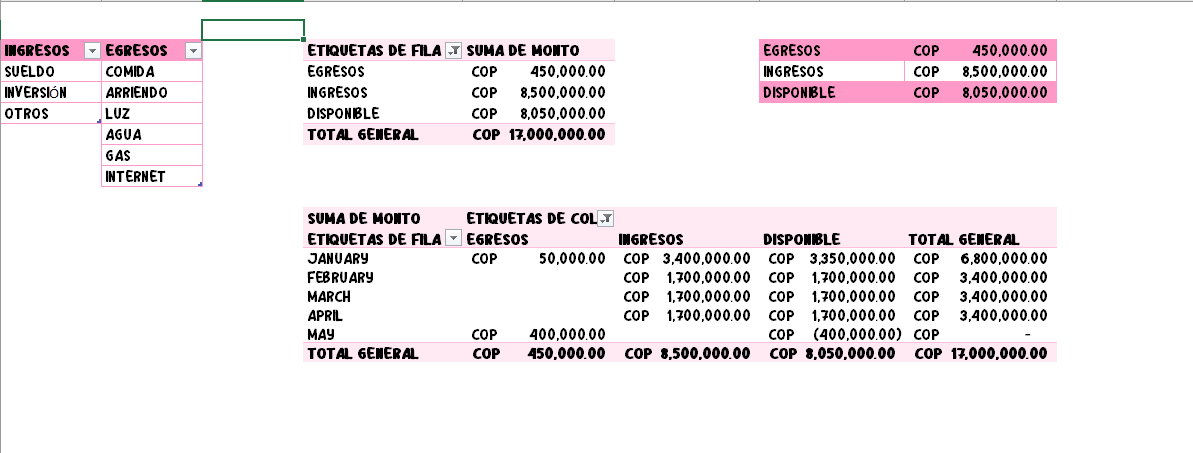 INGRESOS EGRESOS
SUELDO COMIDA
INVERSIÓN ARRIENDO
OTROS LUZ
AGUA
GAS
INTERNET
ETIQUETAS DE FILA SUMA DE MONTO
EGRESOS COP 450,000.00
INGRESOS COP 8,500,000.00
DISPONIBLE COP 8,050,000.00
TOTAL GENERAL COP 17,000,000.00
EGRESOS COP 450,000.00
INGRESOS COP 8,500,000.00
DISPONIBLE COP 8,050,000.00
SUMA DE MONTO ETIQUETAS DE COL
ETIQUETAS DE FILA EGRESOS INGRESOS DISPONIBLE TOTAL GENERAL
JANUARY COP 50,000.00 COP 3,400,000.00 COP 3,350,000.00 COP 6,800,000.00
FEBRUARY COP 1,700,000.00 COP 1,700,000.00 COP 3,400,000.00
MARCH COP 1,700,000.00 COP 1,700,000.00 COP 3,400,000.00
APRIL COP 1,700,000.00 COP 1,700,000.00 COP 3,400,000.00
MAY COP 400,000.00 COP (400,000.00) COP -
TOTAL GENERAL COP 450,000.00 COP 8,500,000.00 COP 8,050,000.00 COP 17,000,000.00